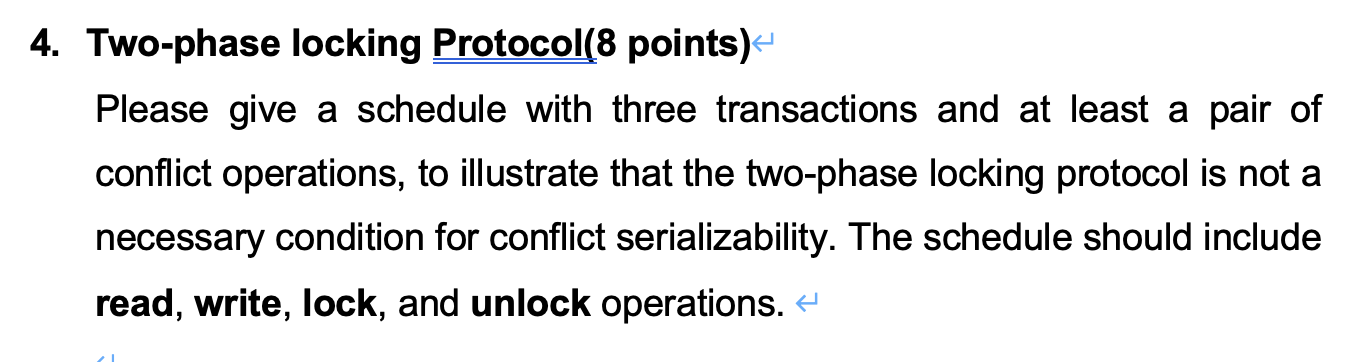 4. Two-phase locking Protocol(8 points)↵
Please give a schedule with three transactions and at least a pair of
conflict operations, to illustrate that the two-phase locking protocol is not a
necessary condition for conflict serializability. The schedule should include
read, write, lock, and unlock operations. ↵